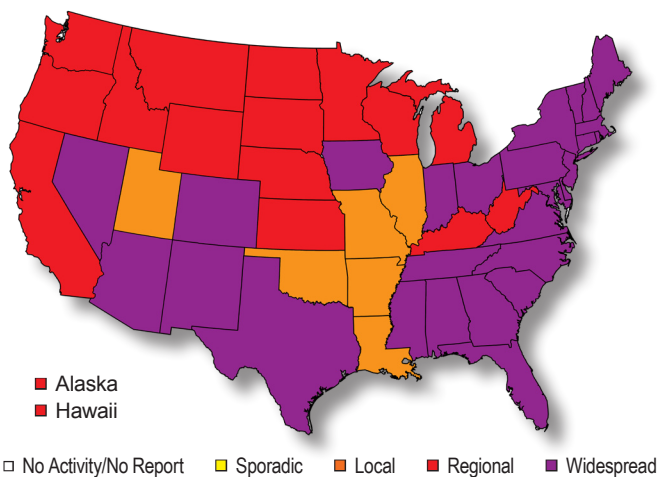 Alaska
Hawaii
No Activity/No Report Sporadic Local Regional Widespread